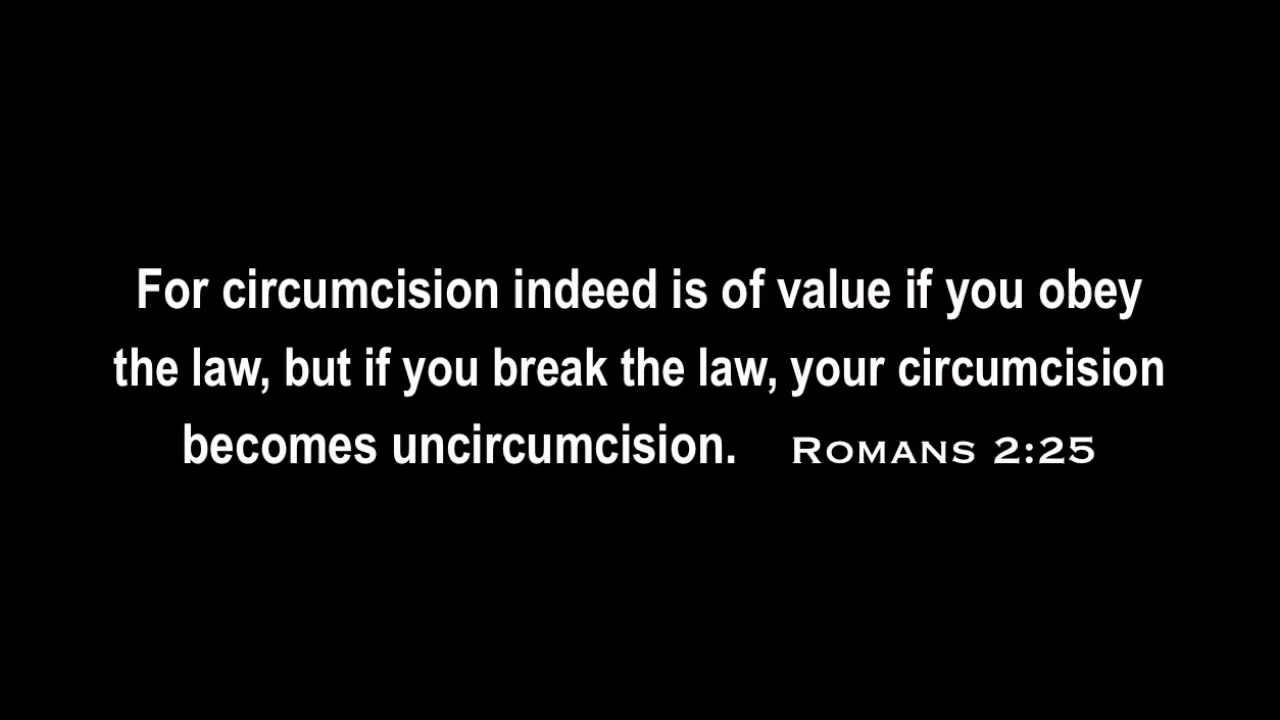 For circumcision indeed is of value if you obey
the law, but if you break the law, your circumcision
becomes uncircumcision. Romans 2:25